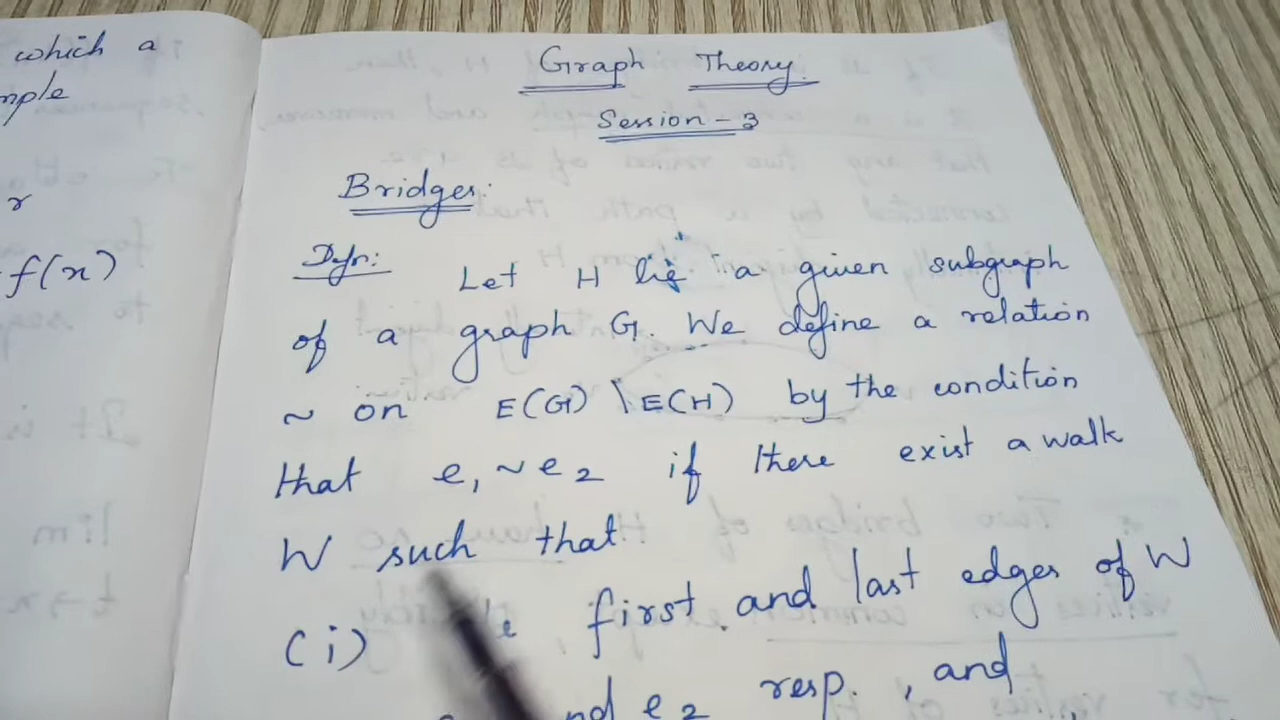 which a
mple
r
f(x)
Graph Theory.
Session - 3
Bridges:
Defn:
Let H be a given subgraph
of a graph G. We define a relation
~ on E(G) \ E(H) by the condition
that e₁ ~ e₂ if there exist a walk
W such that
(i) first and last edges of W
and e₂ resp., and